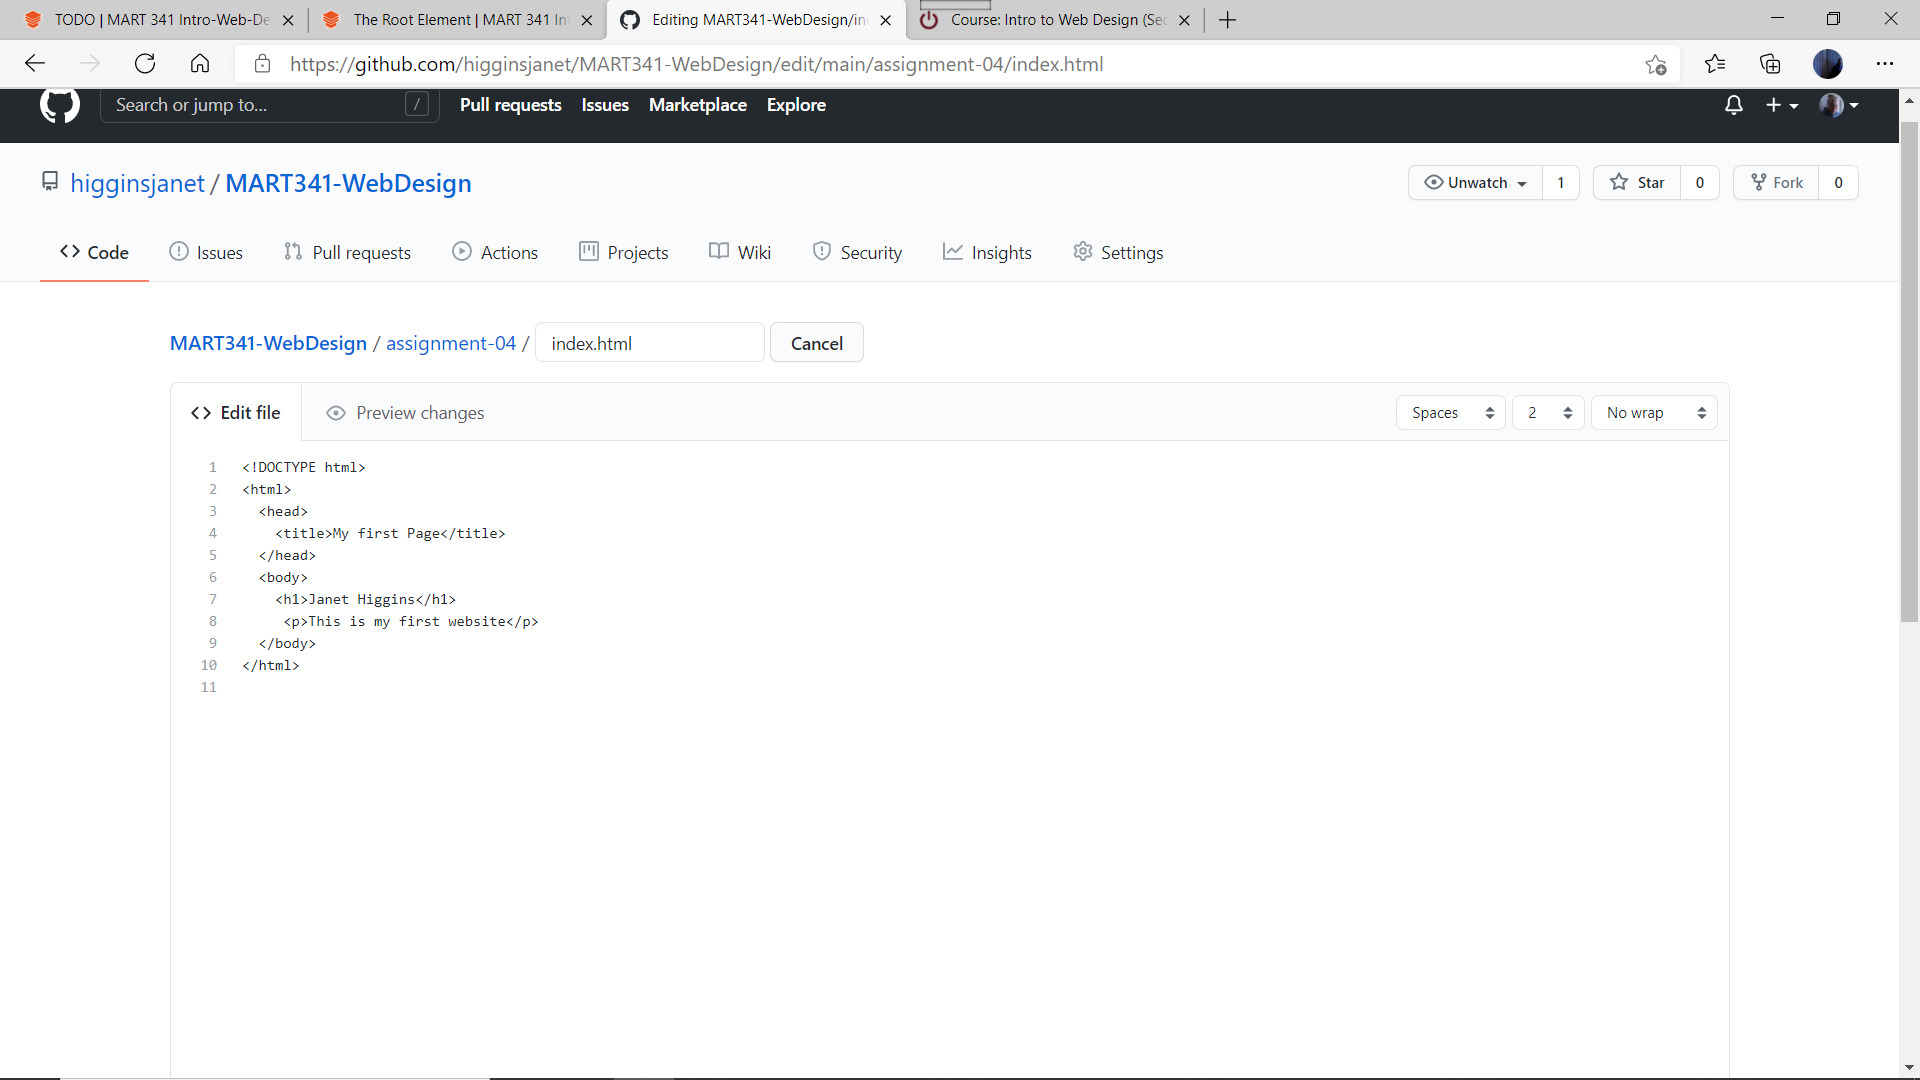 TODO | MART 341 Intro-Web-De
The Root Element | MART 341 In
Editing MART341-WebDesign/in
Course: Intro to Web Design (Sec
https://github.com/higginsjanet/MART341-WebDesign/edit/main/assignment-04/index.html
Search or jump to... / Pull requests Issues Marketplace Explore
higginsjanet / MART341-WebDesign Unwatch 1 Star 0 Fork 0
Code Issues Pull requests Actions Projects Wiki Security Insights Settings
MART341-WebDesign / assignment-04 / index.html Cancel
<> Edit file Preview changes Spaces 2 No wrap
1 <!DOCTYPE html>
2 <html>
3   <head>
4     <title>My first Page</title>
5   </head>
6   <body>
7     <h1>Janet Higgins</h1>
8      <p>This is my first website</p>
9   </body>
10 </html>
11